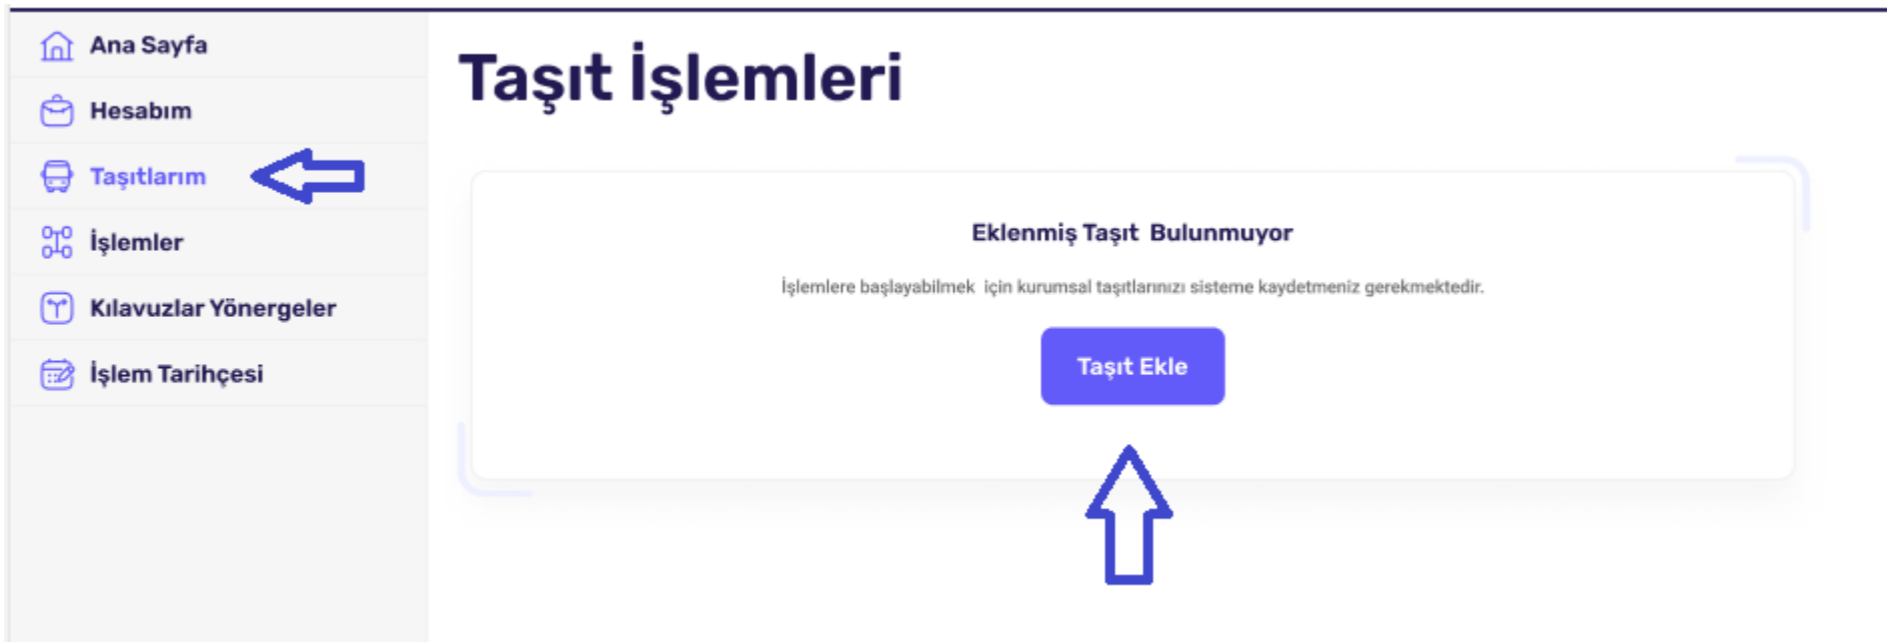 Ana Sayfa
Hesabım
Taşıtlarım
İşlemler
Kılavuzlar Yönergeler
İşlem Tarihçesi
Taşıt İşlemleri
Eklenmiş Taşıt  Bulunmuyor
İşlemlere başlayabilmek  için kurumsal taşıtlarınızı sisteme kaydetmeniz gerekmektedir.
Taşıt Ekle